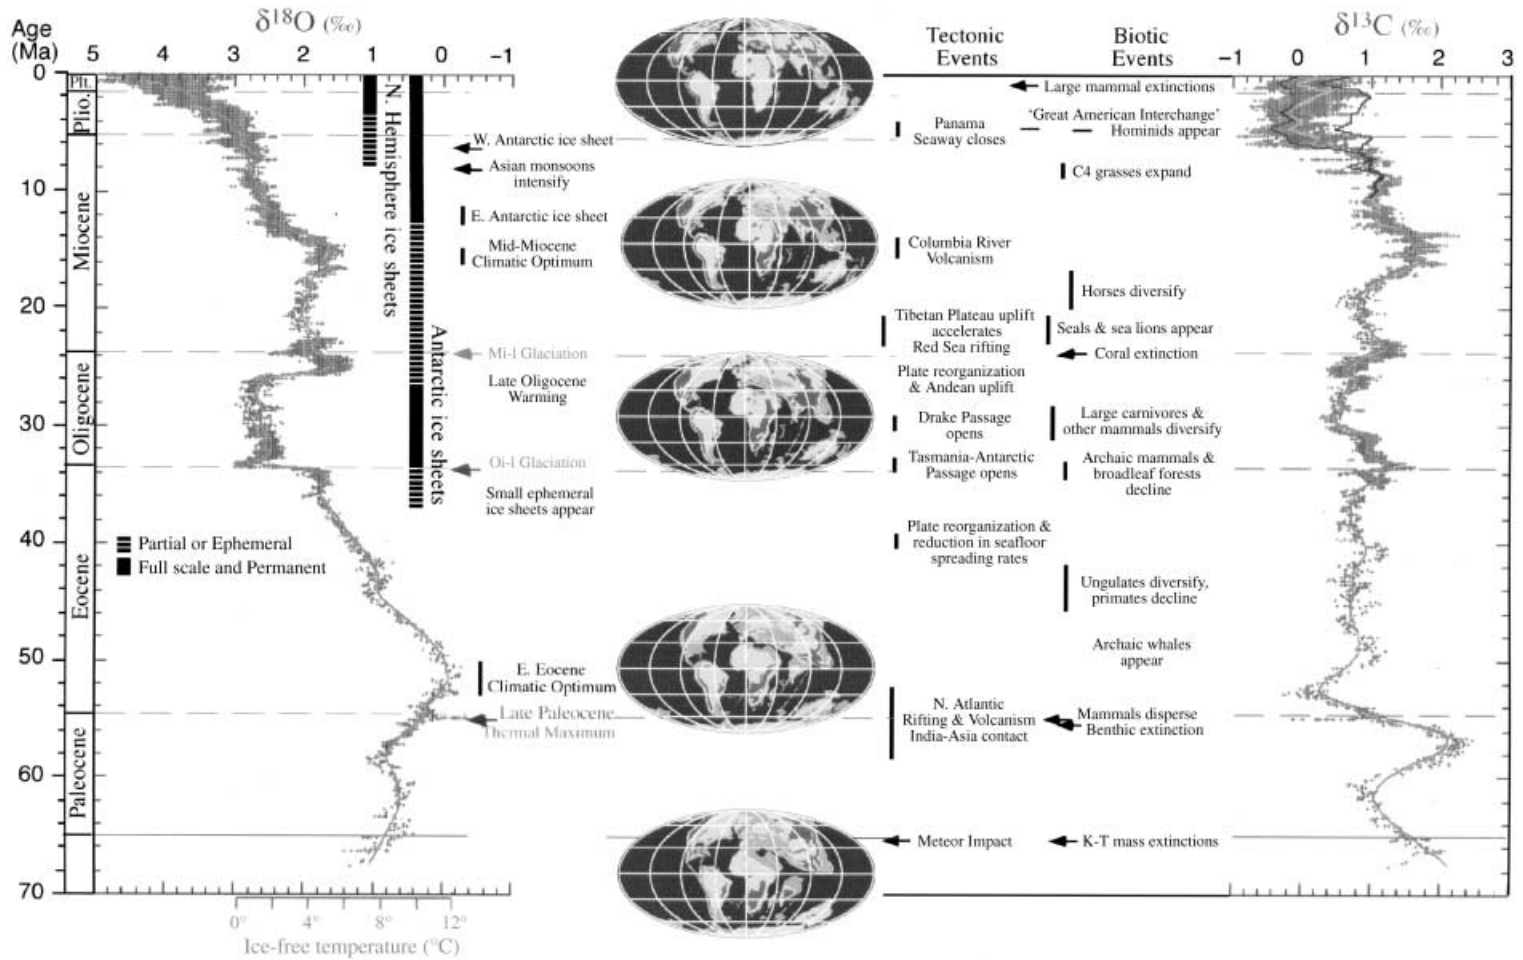 δ18O (‰)
δ13C (‰)
Age
(Ma)
5 4 3 2 1 0 −1
Tectonic
Events
Biotic
Events
−1 0 1 2 3
0
10
20
30
40
50
60
70
Plt.
Plio.
Miocene
Oligocene
Eocene
Paleocene
N. Hemisphere ice sheets
Antarctic ice sheets
W. Antarctic ice sheet
Asian monsoons
intensify
E. Antarctic ice sheet
Mid-Miocene
Climatic Optimum
Mi-1 Glaciation
Late Oligocene
Warming
Oi-1 Glaciation
Small ephemeral
ice sheets appear
Partial or Ephemeral
Full scale and Permanent
E. Eocene
Climatic Optimum
Late Paleocene
Thermal Maximum
Panama
Seaway closes
Columbia River
Volcanism
Tibetan Plateau uplift
accelerates
Red Sea rifting
Plate reorganization
& Andean uplift
Drake Passage
opens
Tasmania-Antarctic
Passage opens
Plate reorganization &
reduction in seafloor
spreading rates
N. Atlantic
Rifting & Volcanism
India-Asia contact
Meteor Impact
Large mammal extinctions
'Great American Interchange'
Hominids appear
C4 grasses expand
Horses diversify
Seals & sea lions appear
Coral extinction
Large carnivores &
other mammals diversify
Archaic mammals &
broadleaf forests
decline
Ungulates diversify,
primates decline
Archaic whales
appear
Mammals disperse
Benthic extinction
K-T mass extinctions
0° 4° 8° 12°
Ice-free temperature (°C)